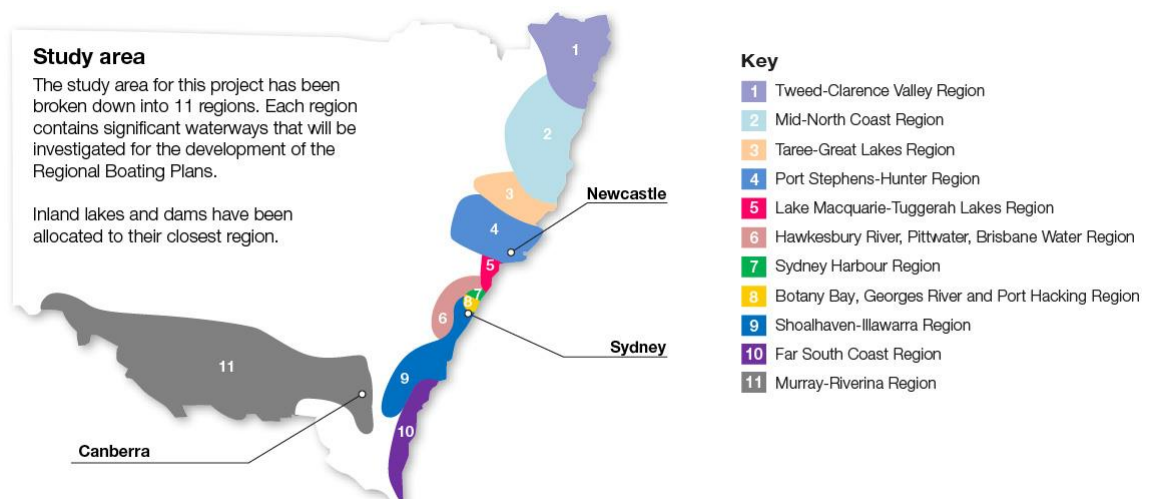 Study area
The study area for this project has been
broken down into 11 regions. Each region
contains significant waterways that will be
investigated for the development of the
Regional Boating Plans.
Inland lakes and dams have been
allocated to their closest region.
1
2
3
Newcastle
4
5
7
8
6
Sydney
11
9
10
Canberra
Key
1 Tweed-Clarence Valley Region
2 Mid-North Coast Region
3 Taree-Great Lakes Region
4 Port Stephens-Hunter Region
5 Lake Macquarie-Tuggerah Lakes Region
6 Hawkesbury River, Pittwater, Brisbane Water Region
7 Sydney Harbour Region
8 Botany Bay, Georges River and Port Hacking Region
9 Shoalhaven-Illawarra Region
10 Far South Coast Region
11 Murray-Riverina Region